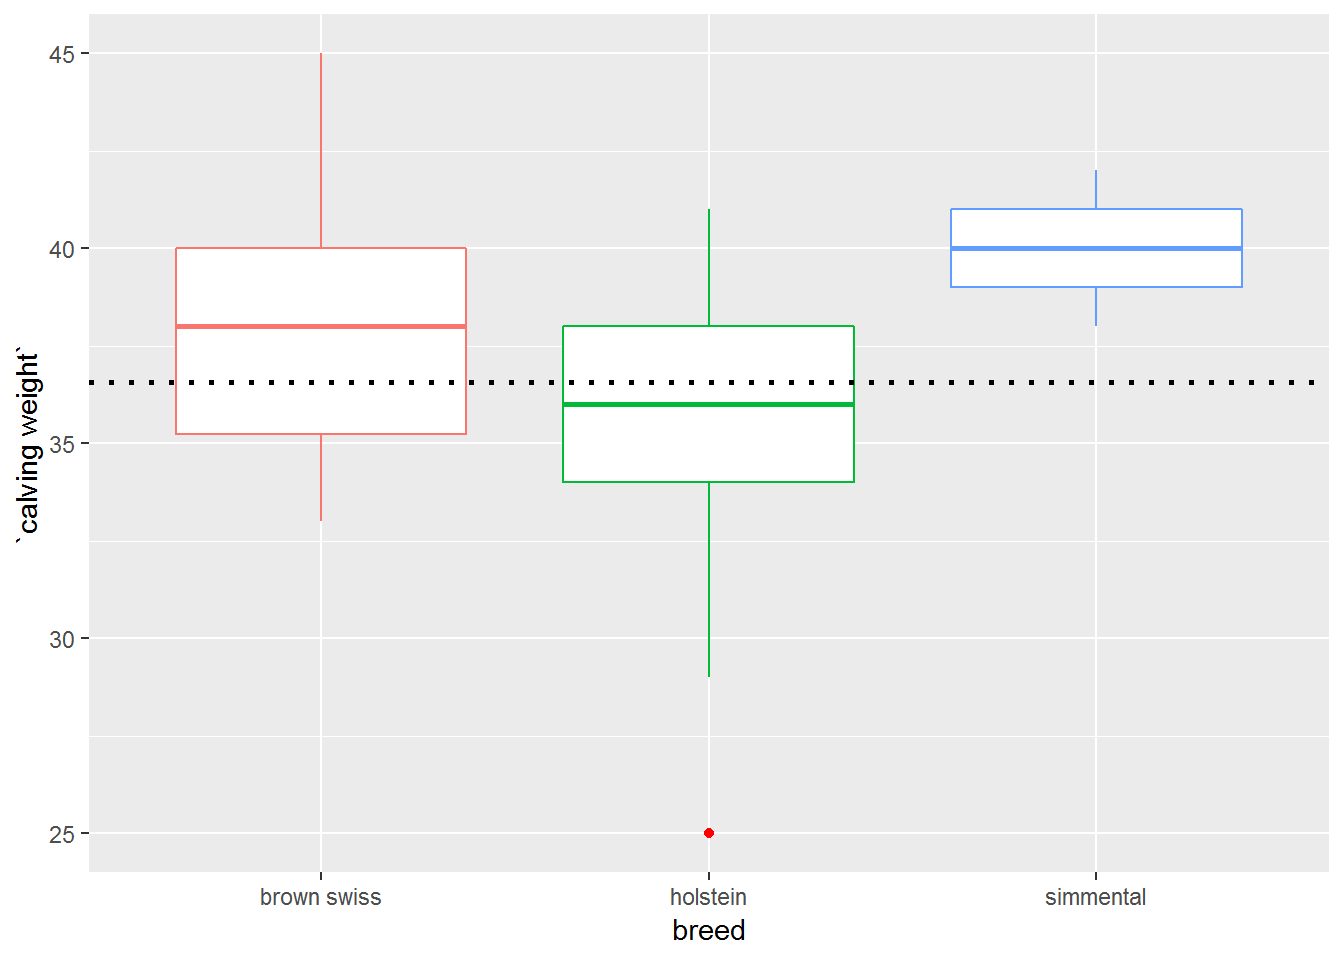 45
40
35
30
25
`calving weight`
brown swiss
holstein
simmental
breed